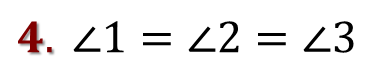 4. ∠1 = ∠2 = ∠3